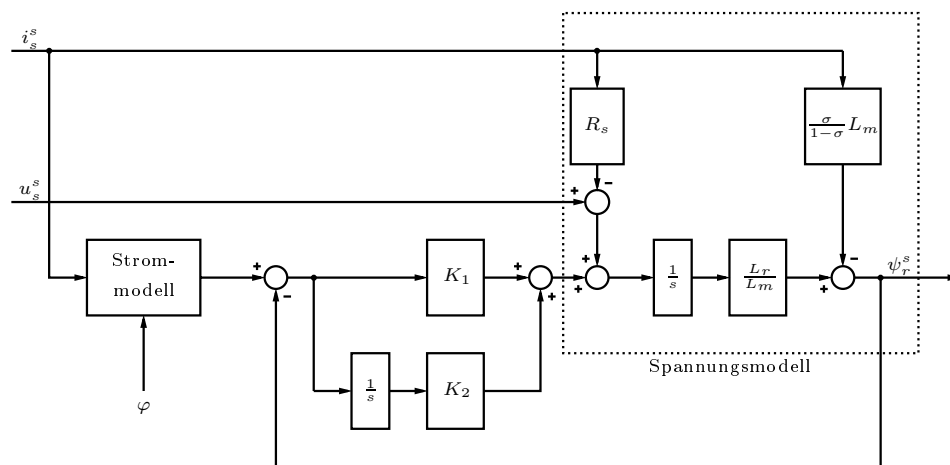 i_s^s
R_s
σ/(1−σ) L_m
u_s^s
+
−
Strom-
modell
+
−
K_1
+
+
+
+
1/s
L_r/L_m
+
−
ψ_r^s
Spannungsmodell
1/s
K_2
φ